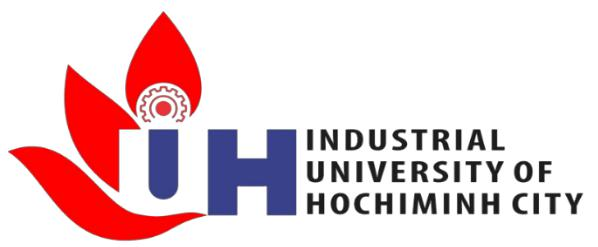 IUH
INDUSTRIAL
UNIVERSITY OF
HOCHIMINH CITY